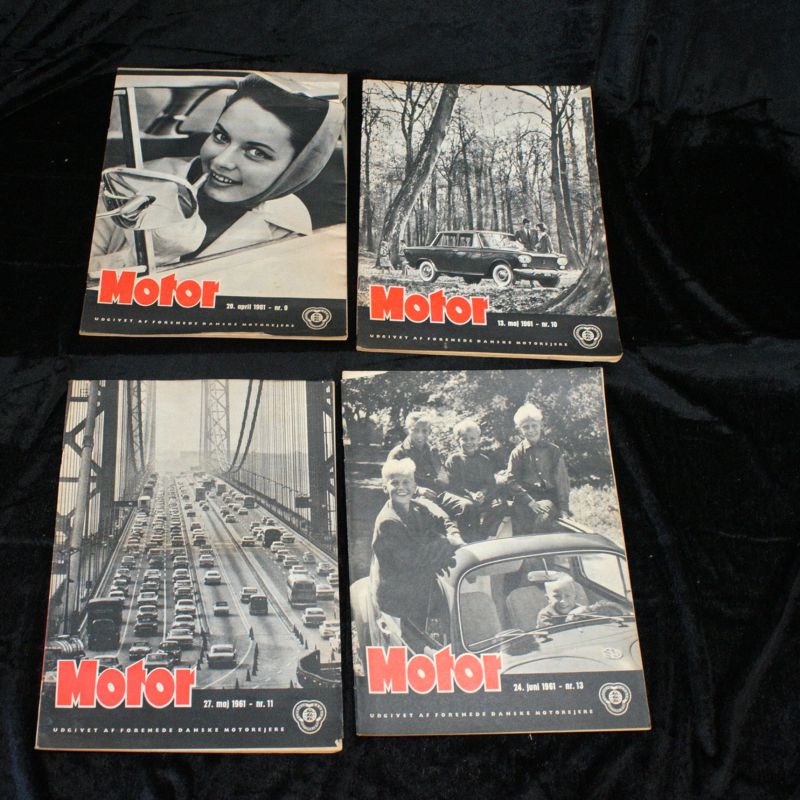 Motor
20. april 1961 - nr. 9
UDGIVET AF FORENEDE DANSKE MOTOREJERE
Motor
13. maj 1961 - nr. 10
UDGIVET AF FORENEDE DANSKE MOTOREJERE
Motor
27. maj 1961 - nr. 11
UDGIVET AF FORENEDE DANSKE MOTOREJERE
Motor
24. juni 1961 - nr. 13
UDGIVET AF FORENEDE DANSKE MOTOREJERE